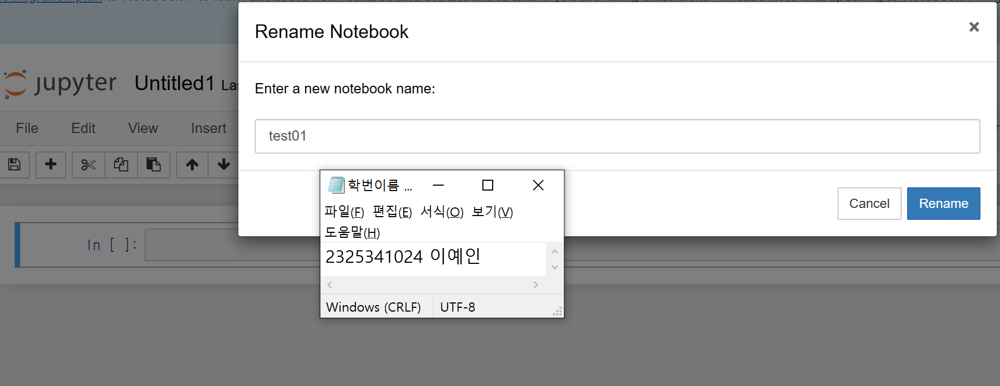 migration plan
Rename Notebook
jupyter Untitled1
Enter a new notebook name:
File Edit View Insert
test01
학번이름 ...
Cancel Rename
파일(F) 편집(E) 서식(O) 보기(V)
도움말(H)
In [ ]:
2325341024 이예인
Windows (CRLF) UTF-8